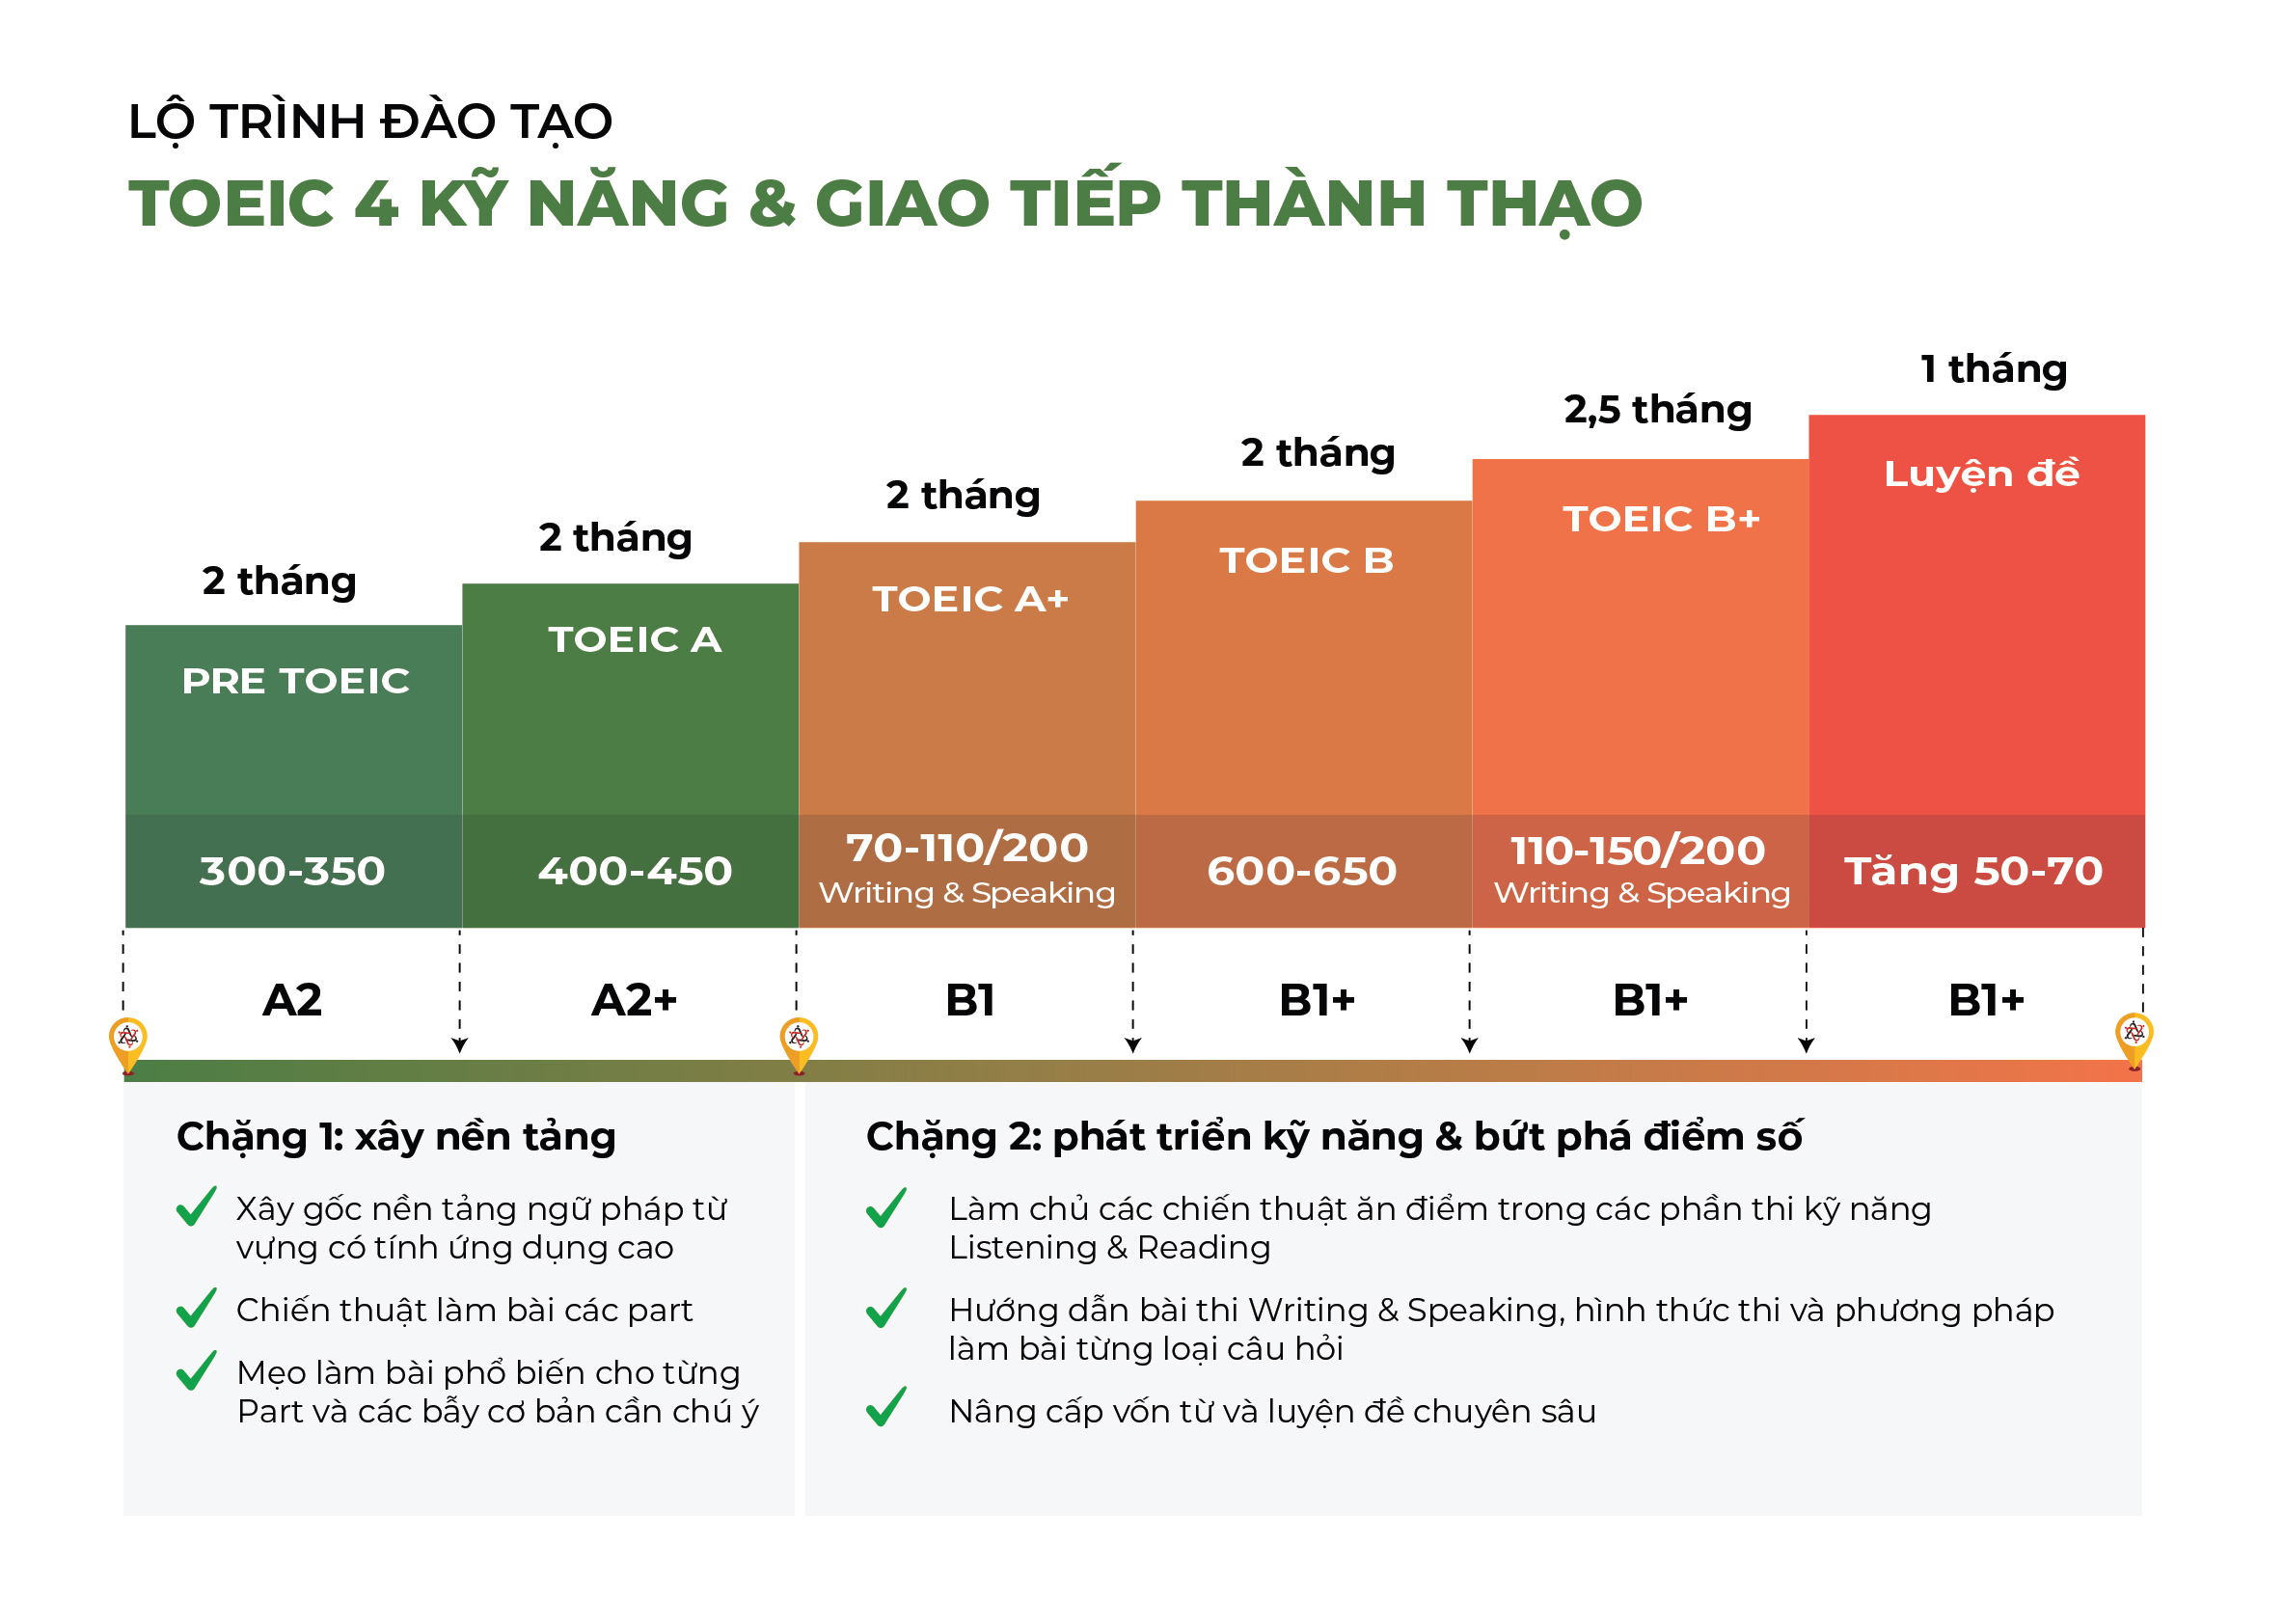 LỘ TRÌNH ĐÀO TẠO
TOEIC 4 KỸ NĂNG & GIAO TIẾP THÀNH THẠO
2 tháng
PRE TOEIC
300-350
A2
2 tháng
TOEIC A
400-450
A2+
2 tháng
TOEIC A+
70-110/200
Writing & Speaking
B1
2 tháng
TOEIC B
600-650
B1+
2,5 tháng
TOEIC B+
110-150/200
Writing & Speaking
B1+
1 tháng
Luyện đề
Tăng 50-70
B1+
Chặng 1: xây nền tảng
Xây gốc nền tảng ngữ pháp từ
vựng có tính ứng dụng cao
Chiến thuật làm bài các part
Mẹo làm bài phổ biến cho từng
Part và các bẫy cơ bản cần chú ý
Chặng 2: phát triển kỹ năng & bứt phá điểm số
Làm chủ các chiến thuật ăn điểm trong các phần thi kỹ năng
Listening & Reading
Hướng dẫn bài thi Writing & Speaking, hình thức thi và phương pháp
làm bài từng loại câu hỏi
Nâng cấp vốn từ và luyện đề chuyên sâu